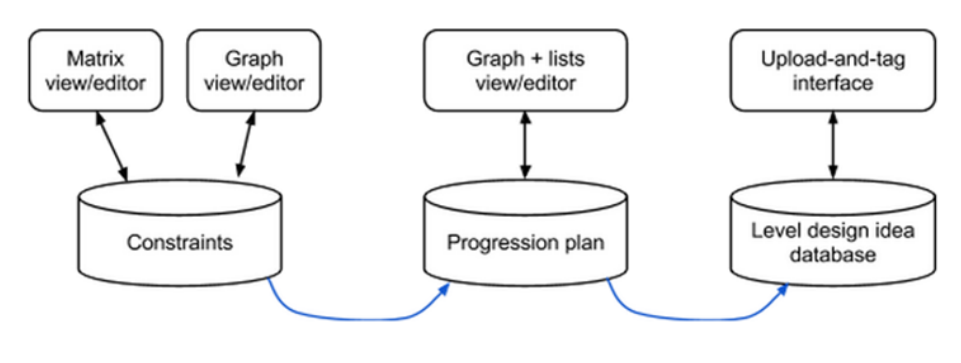 Matrix
view/editor
Graph
view/editor
Graph + lists
view/editor
Upload-and-tag
interface
Constraints
Progression plan
Level design idea
database